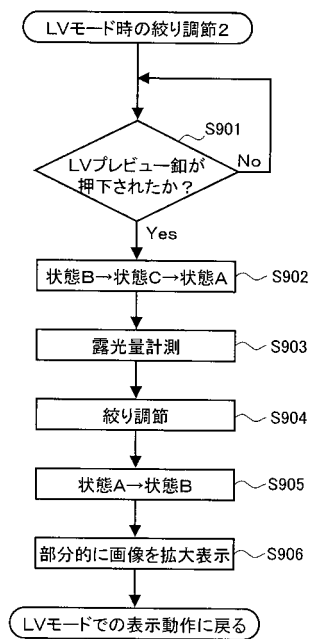 LVモード時の絞り調節2
S901
LVプレビュー釦が
押下されたか？
No
Yes
状態B→状態C→状態A
S902
露光量計測
S903
絞り調節
S904
状態A→状態B
S905
部分的に画像を拡大表示
S906
LVモードでの表示動作に戻る